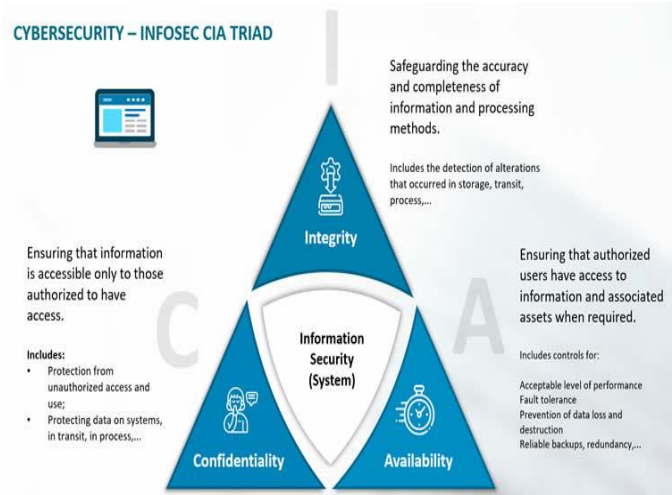 CYBERSECURITY – INFOSEC CIA TRIAD
I
Safeguarding the accuracy
and completeness of
information and processing
methods.
Includes the detection of alterations
that occurred in storage, transit,
process,...
Integrity
Ensuring that information
is accessible only to those
authorized to have
access.
Includes:
• Protection from
unauthorized access and
use;
• Protecting data on systems,
in transit, in process,...
C
Information
Security
(System)
A
Ensuring that authorized
users have access to
information and associated
assets when required.
Includes controls for:
Acceptable level of performance
Fault tolerance
Prevention of data loss and
destruction
Reliable backups, redundancy,...
Confidentiality
Availability